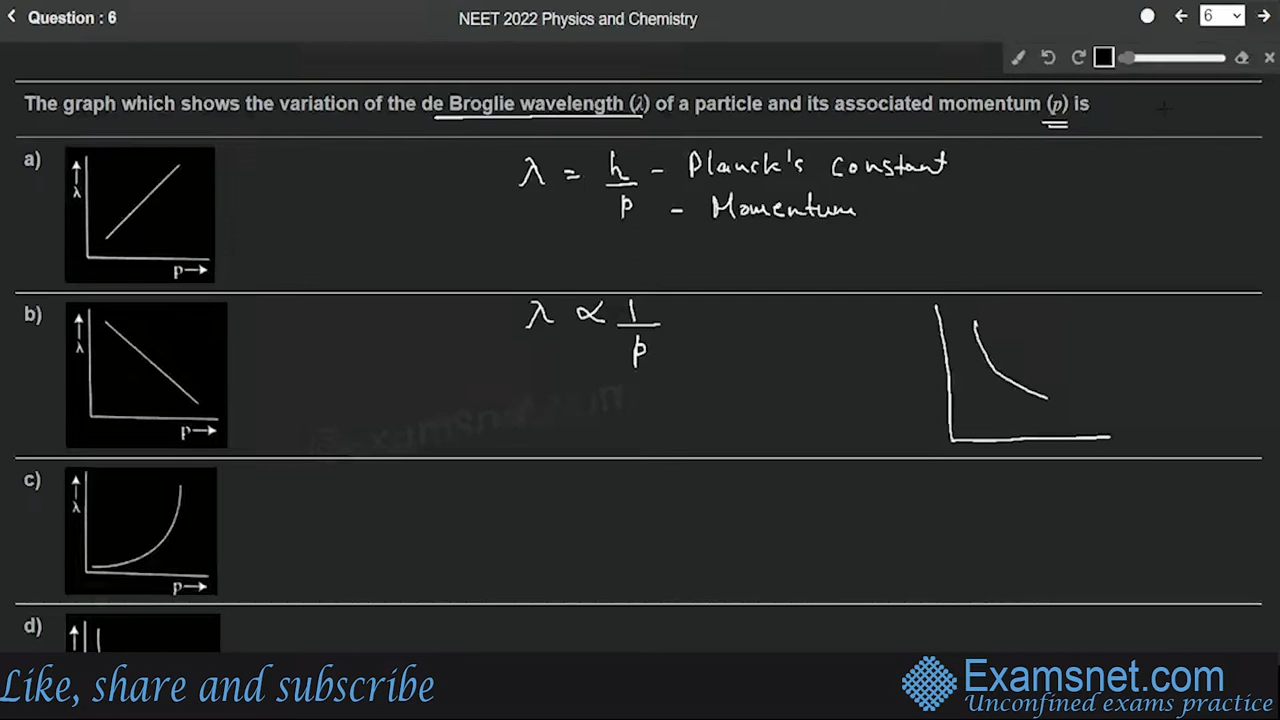 Question : 6
NEET 2022 Physics and Chemistry
6
The graph which shows the variation of the de Broglie wavelength (λ) of a particle and its associated momentum (p) is
a)
λ
p
λ = h/p
h - Planck's Constant
p - Momentum
b)
λ
p
λ ∝ 1/p
c)
λ
p
d)
Like, share and subscribe
Examsnet.com
Unconfined exams practice